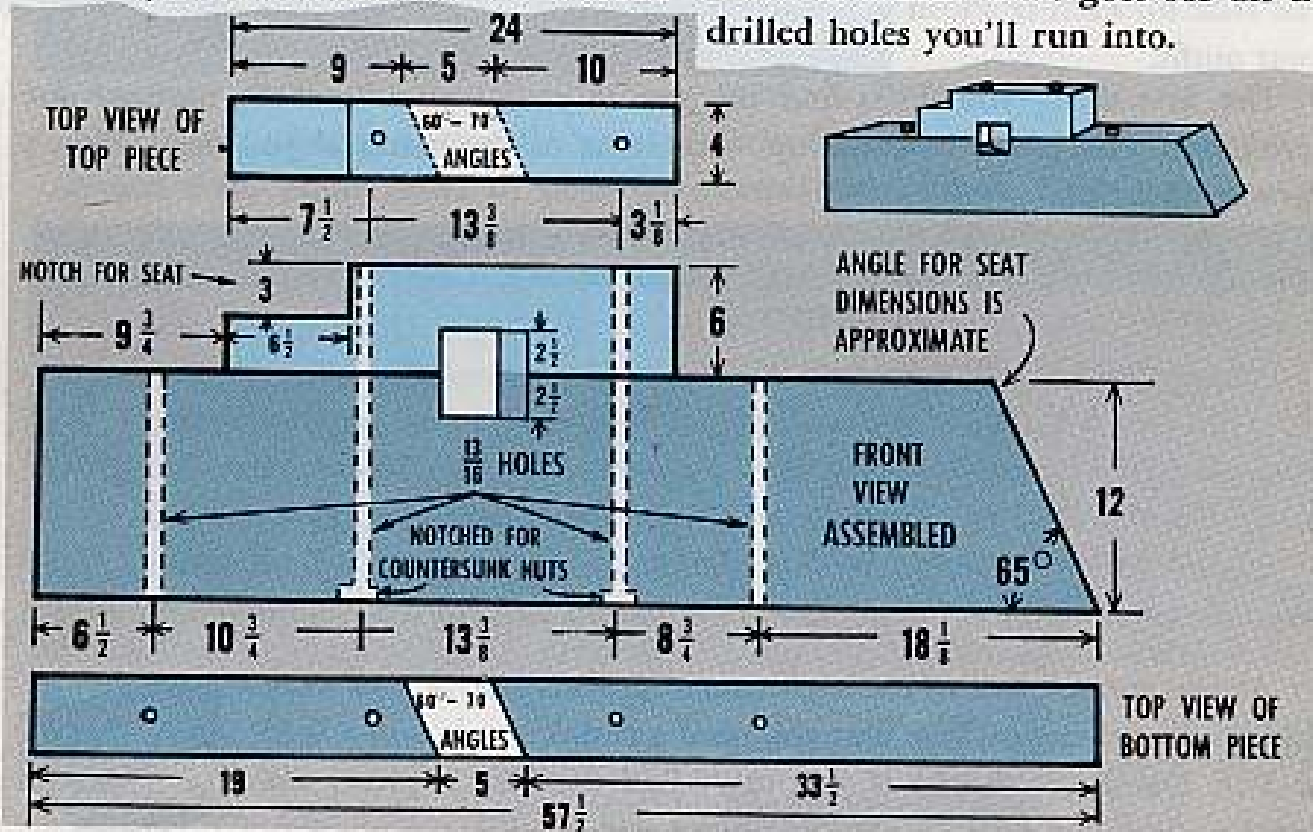 drilled holes you'll run into.
24
9 5 10
TOP VIEW OF
TOP PIECE
60°- 70
ANGLES
4
7 1/2 13 3/8 3 1/8
NOTCH FOR SEAT
3
9 3/4
6 1/2
6
2 1/2
2 1/2
ANGLE FOR SEAT
DIMENSIONS IS
APPROXIMATE
13/16 HOLES
NOTCHED FOR
COUNTERSUNK NUTS
FRONT
VIEW
ASSEMBLED
12
65°
6 1/2 10 3/4 13 3/8 8 3/4 18 1/8
60°- 70
ANGLES
TOP VIEW OF
BOTTOM PIECE
19 5 33 1/2
57 1/2